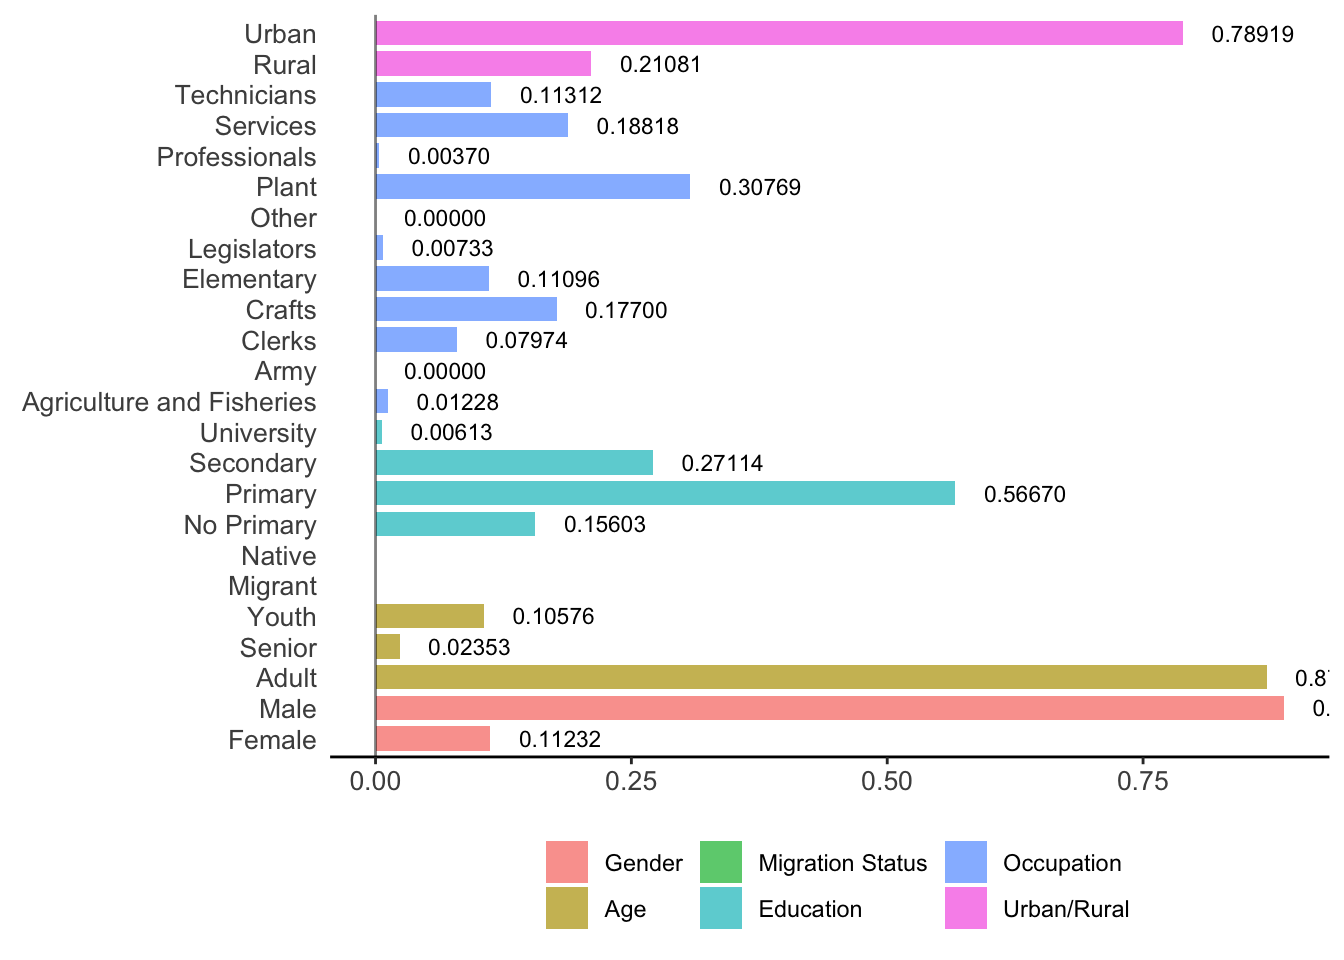 Urban 0.78919
Rural 0.21081
Technicians 0.11312
Services 0.18818
Professionals 0.00370
Plant 0.30769
Other 0.00000
Legislators 0.00733
Elementary 0.11096
Crafts 0.17700
Clerks 0.07974
Army 0.00000
Agriculture and Fisheries 0.01228
University 0.00613
Secondary 0.27114
Primary 0.56670
No Primary 0.15603
Native
Migrant
Youth 0.10576
Senior 0.02353
Adult
Male
Female 0.11232
0.00 0.25 0.50 0.75
Gender Migration Status Occupation
Age Education Urban/Rural